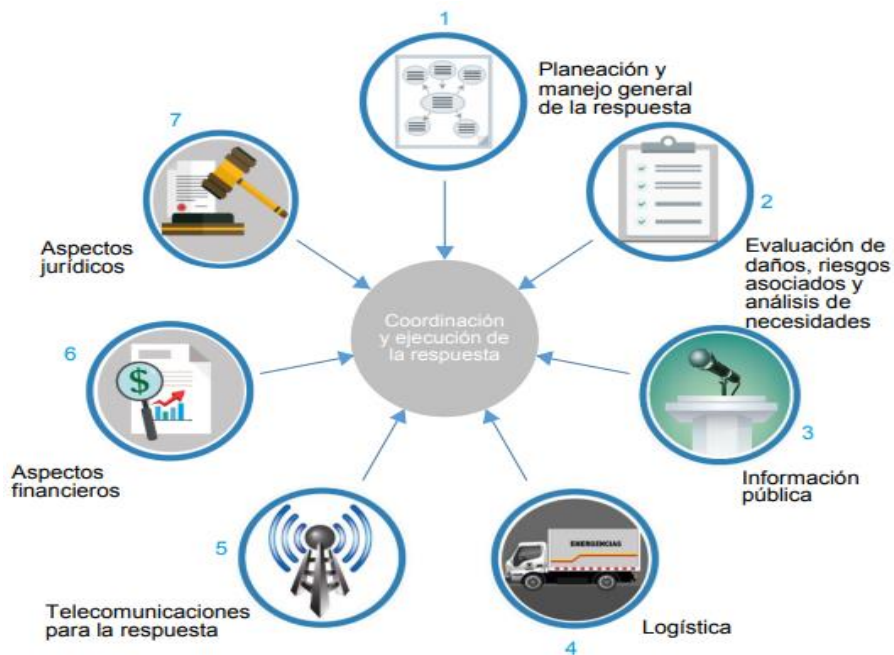 1
Planeación y
manejo general
de la respuesta
7
2
Aspectos
jurídicos
Evaluación de
daños, riesgos
asociados y
análisis de
necesidades
Coordinación
y ejecución de
la respuesta
6
$
3
Aspectos
financieros
Información
pública
5
EMERGENCIAS
Telecomunicaciones
para la respuesta
Logística
4